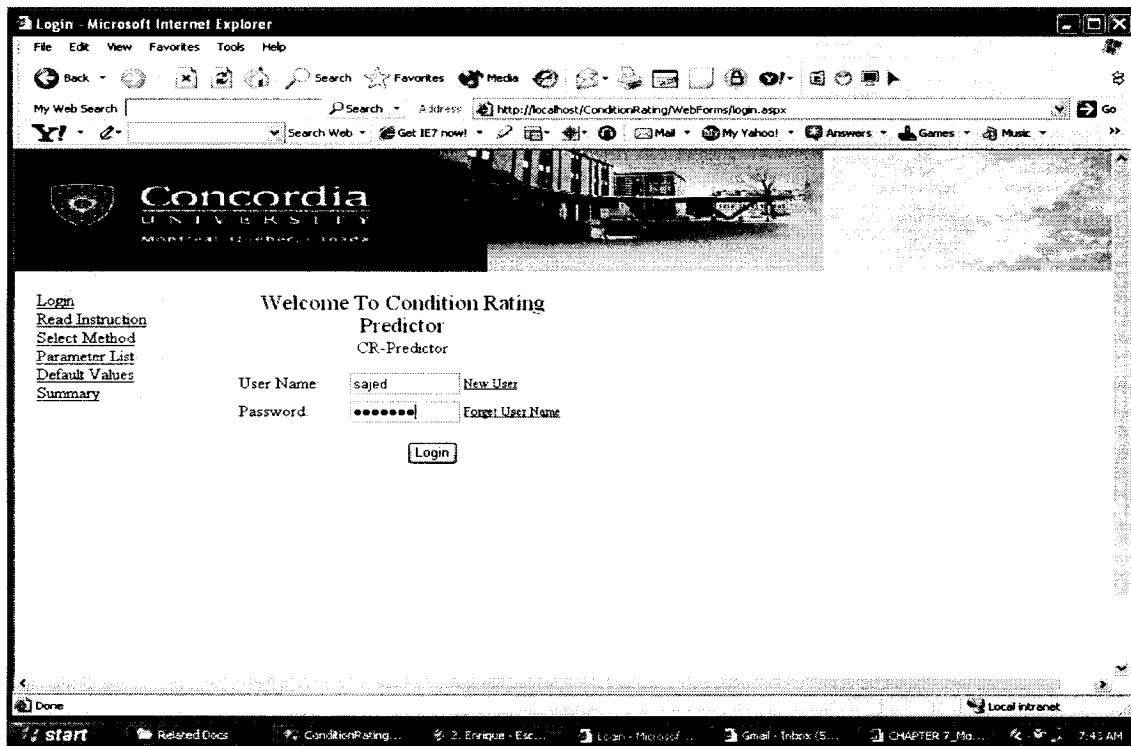 Login - Microsoft Internet Explorer
File Edit View Favorites Tools Help
Back Search Favorites Media
My Web Search Search Address http://localhost/ConditionRating/WebForms/login.aspx Go
Y! Search Web Get IE7 now! Mail My Yahoo! Answers Games Music
Concordia
UNIVERSITY
Montreal, Quebec, Canada
Login
Read Instruction
Select Method
Parameter List
Default Values
Summary
Welcome To Condition Rating
Predictor
CR-Predictor
User Name: sajed New User
Password: Forget User Name
Login
Done Local intranet
start Related Docs ConditionRating... 2. Enrique - Esc... Login - Microsof... Gmail - Inbox (5... CHAPTER 7_Mo... 7:43 AM